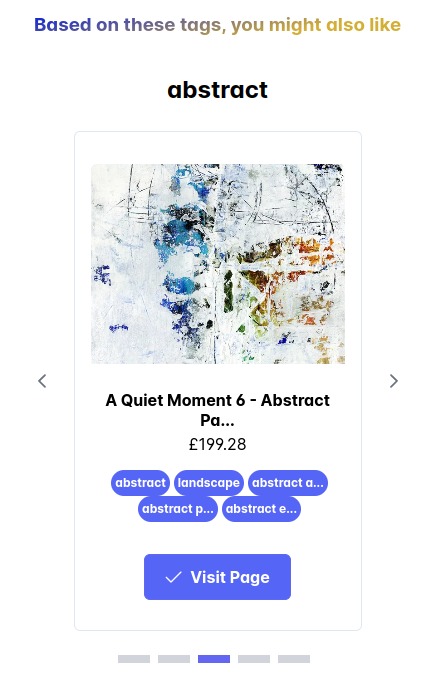 Based on these tags, you might also like
abstract
A Quiet Moment 6 - Abstract
Pa...
£199.28
abstract landscape abstract a...
abstract p... abstract e...
Visit Page